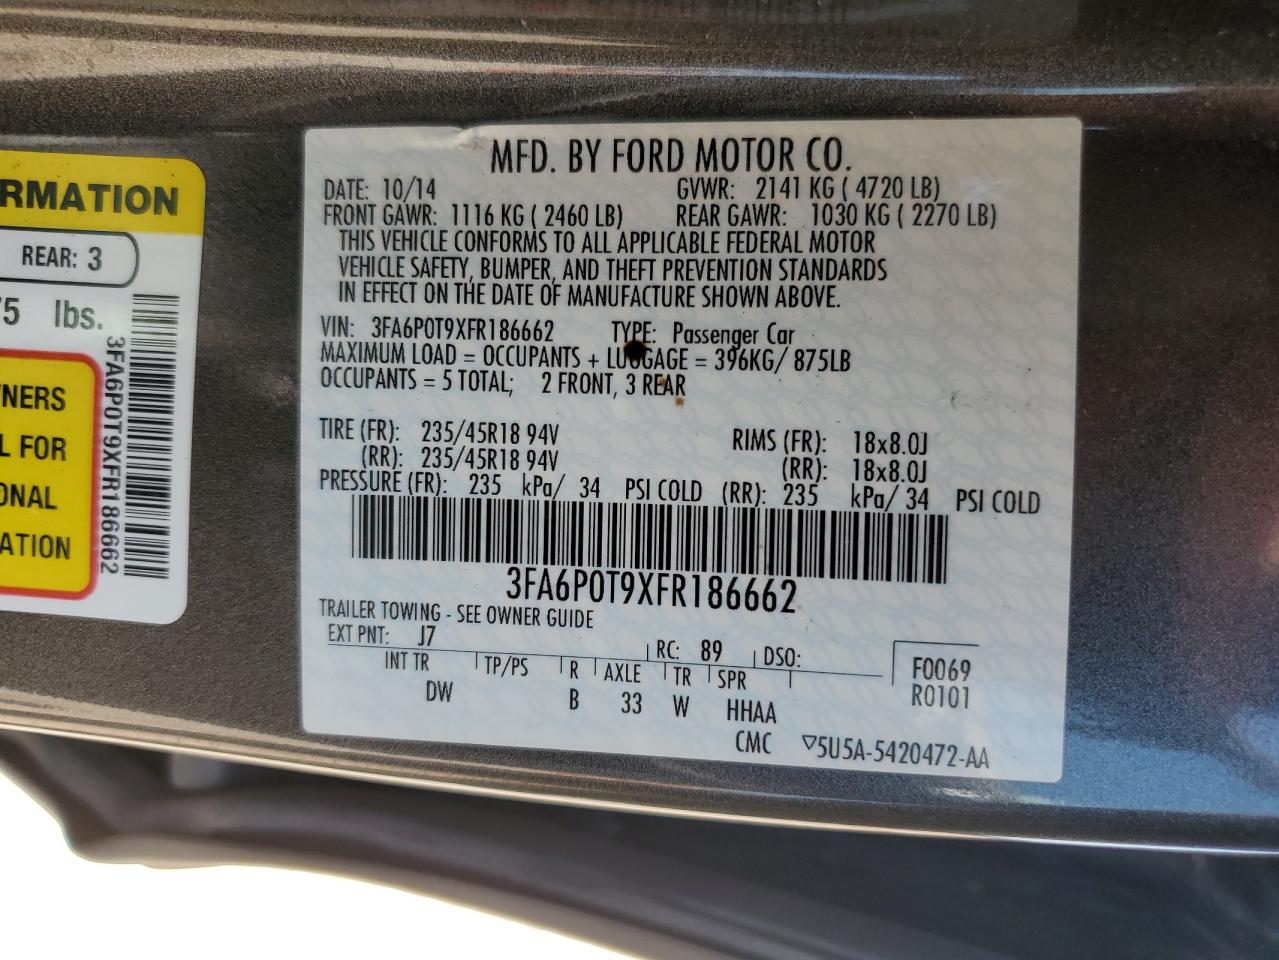 RMATION
REAR: 3
5 lbs.
NERS
L FOR
ONAL
ATION
3FA6P0T9XFR186662
MFD. BY FORD MOTOR CO.
DATE: 10/14 GVWR: 2141 KG ( 4720 LB)
FRONT GAWR: 1116 KG ( 2460 LB) REAR GAWR: 1030 KG ( 2270 LB)
THIS VEHICLE CONFORMS TO ALL APPLICABLE FEDERAL MOTOR
VEHICLE SAFETY, BUMPER, AND THEFT PREVENTION STANDARDS
IN EFFECT ON THE DATE OF MANUFACTURE SHOWN ABOVE.
VIN: 3FA6P0T9XFR186662 TYPE: Passenger Car
MAXIMUM LOAD = OCCUPANTS + LUGGAGE = 396KG/ 875LB
OCCUPANTS = 5 TOTAL; 2 FRONT, 3 REAR
TIRE (FR): 235/45R18 94V RIMS (FR): 18x8.0J
(RR): 235/45R18 94V (RR): 18x8.0J
PRESSURE (FR): 235 kPa/ 34 PSI COLD (RR): 235 kPa/ 34 PSI COLD
3FA6P0T9XFR186662
TRAILER TOWING - SEE OWNER GUIDE
EXT PNT: J7 RC: 89 DSO: F0069
INT TR TP/PS R AXLE TR SPR R0101
DW B 33 W HHAA
CMC ▽5U5A-5420472-AA